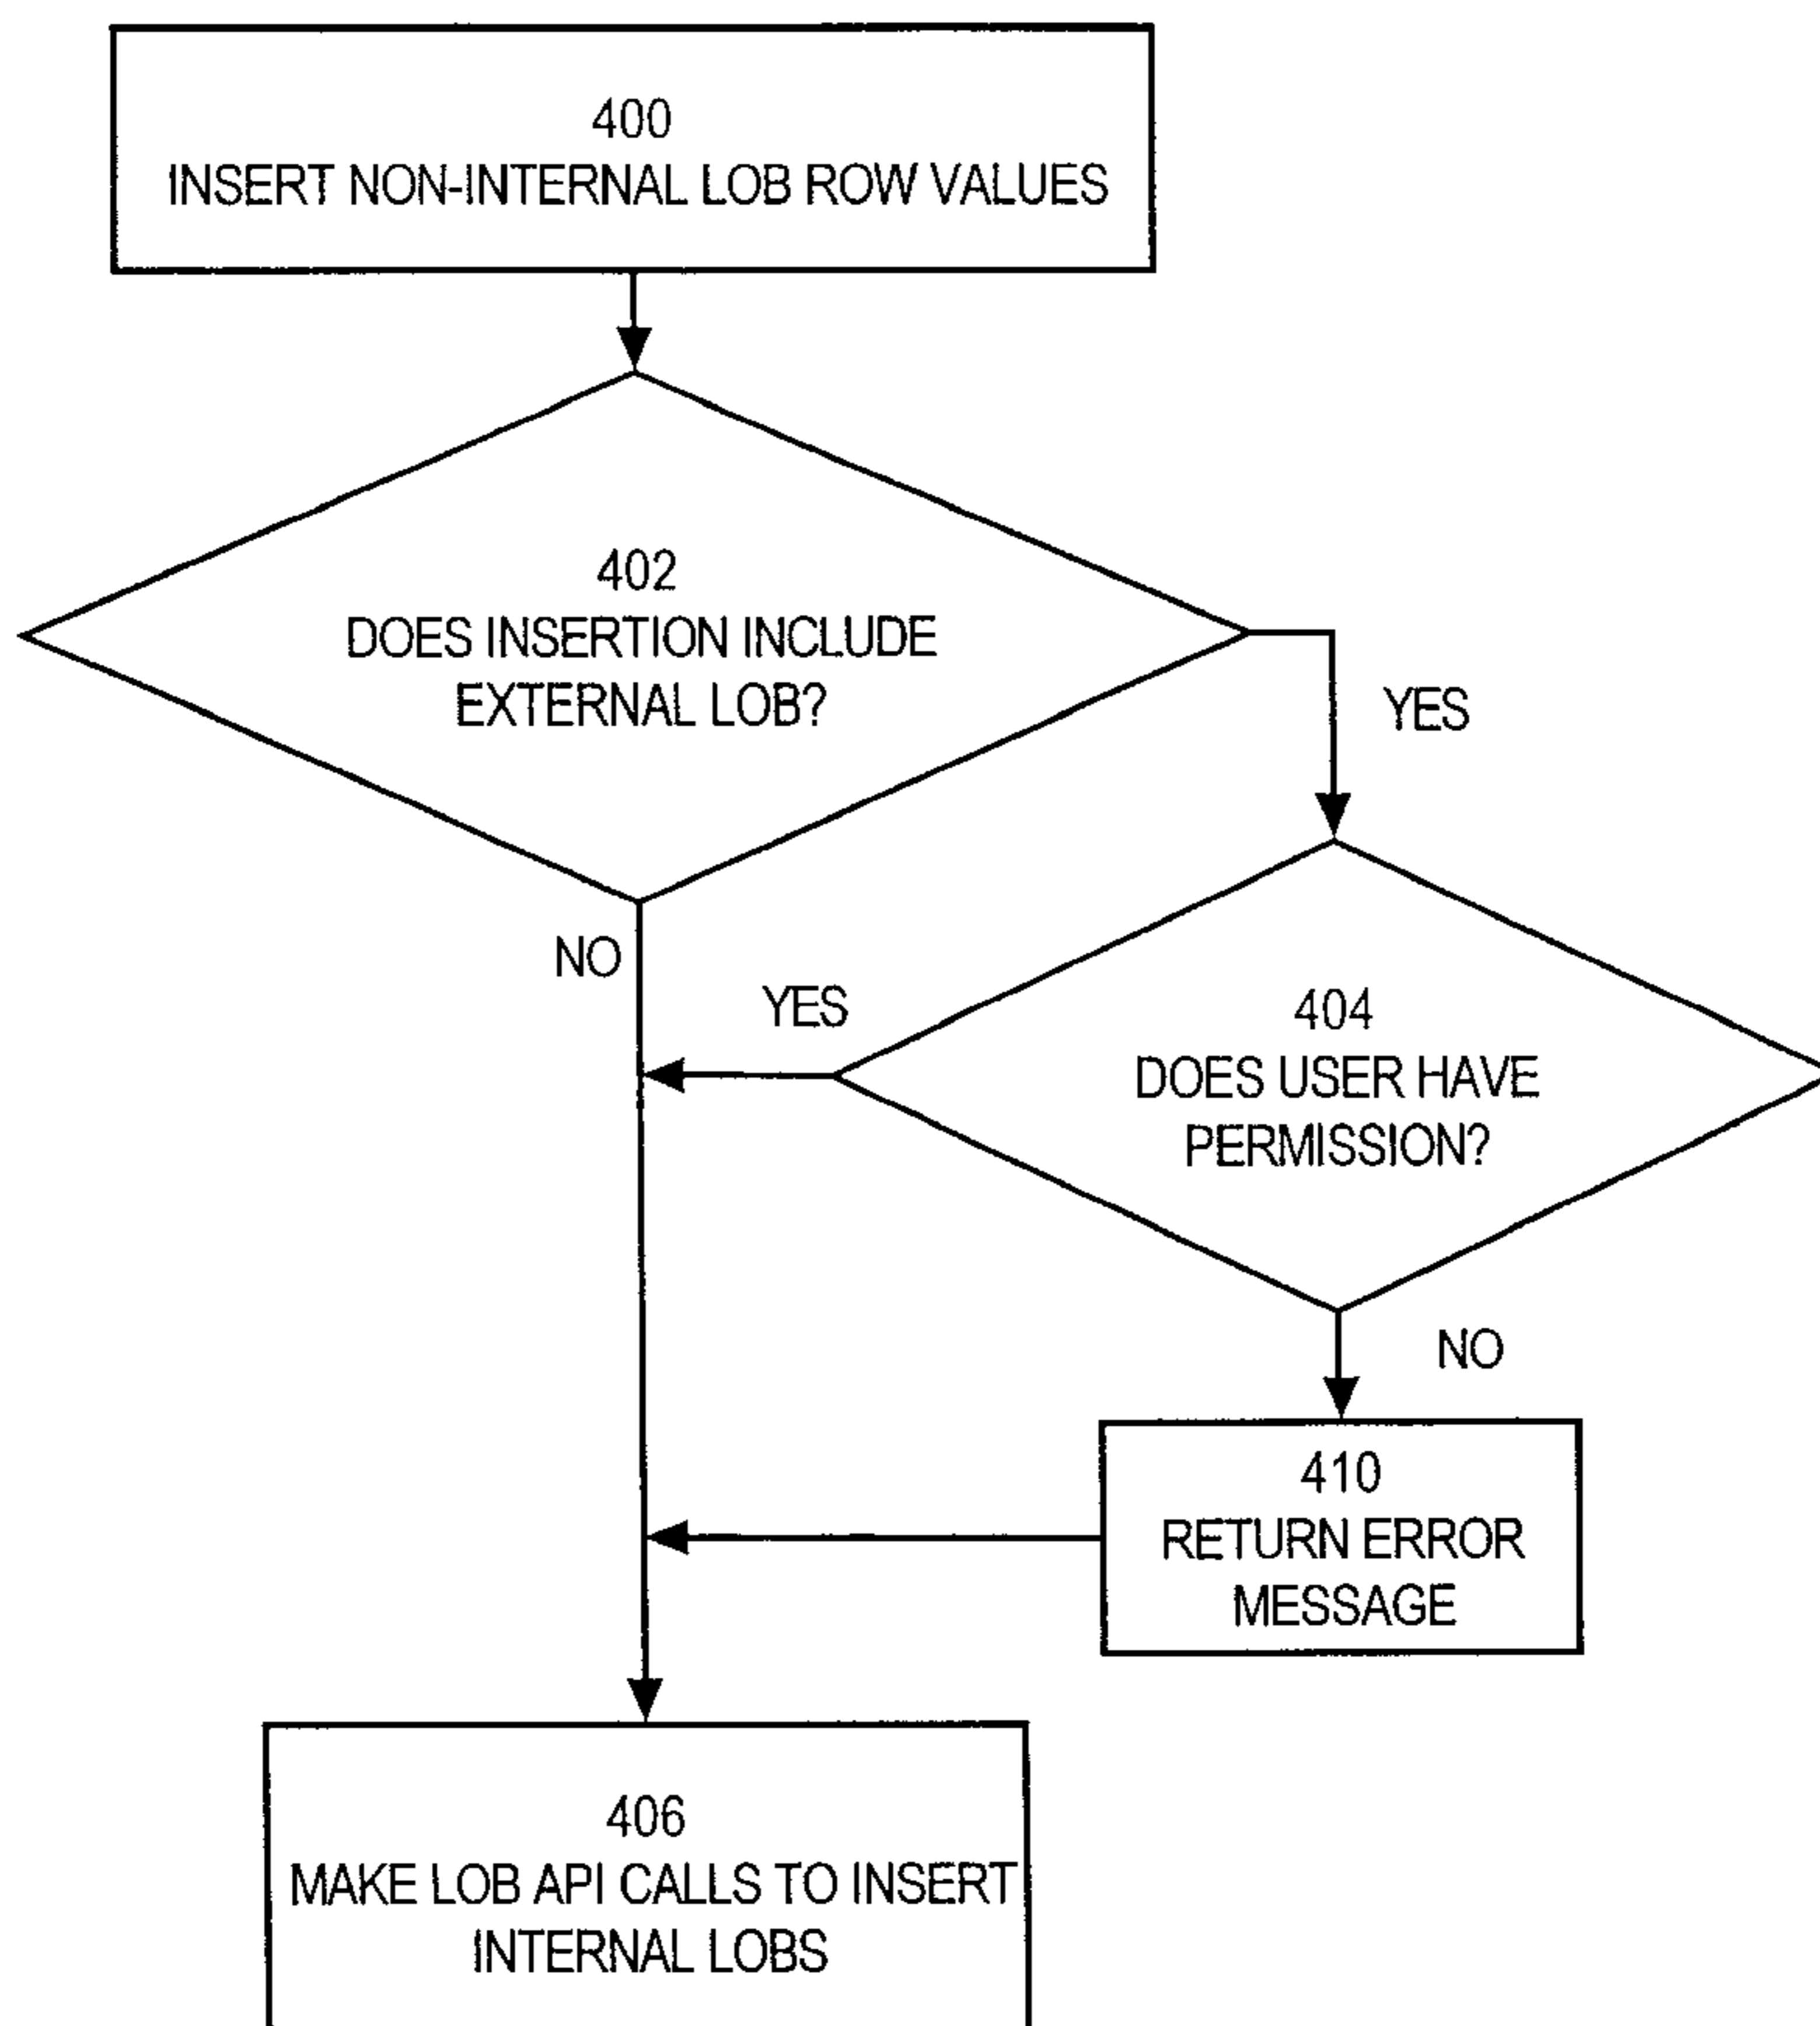 400
INSERT NON-INTERNAL LOB ROW VALUES
402
DOES INSERTION INCLUDE
EXTERNAL LOB?
YES
NO
YES
404
DOES USER HAVE
PERMISSION?
NO
410
RETURN ERROR
MESSAGE
406
MAKE LOB API CALLS TO INSERT
INTERNAL LOBS